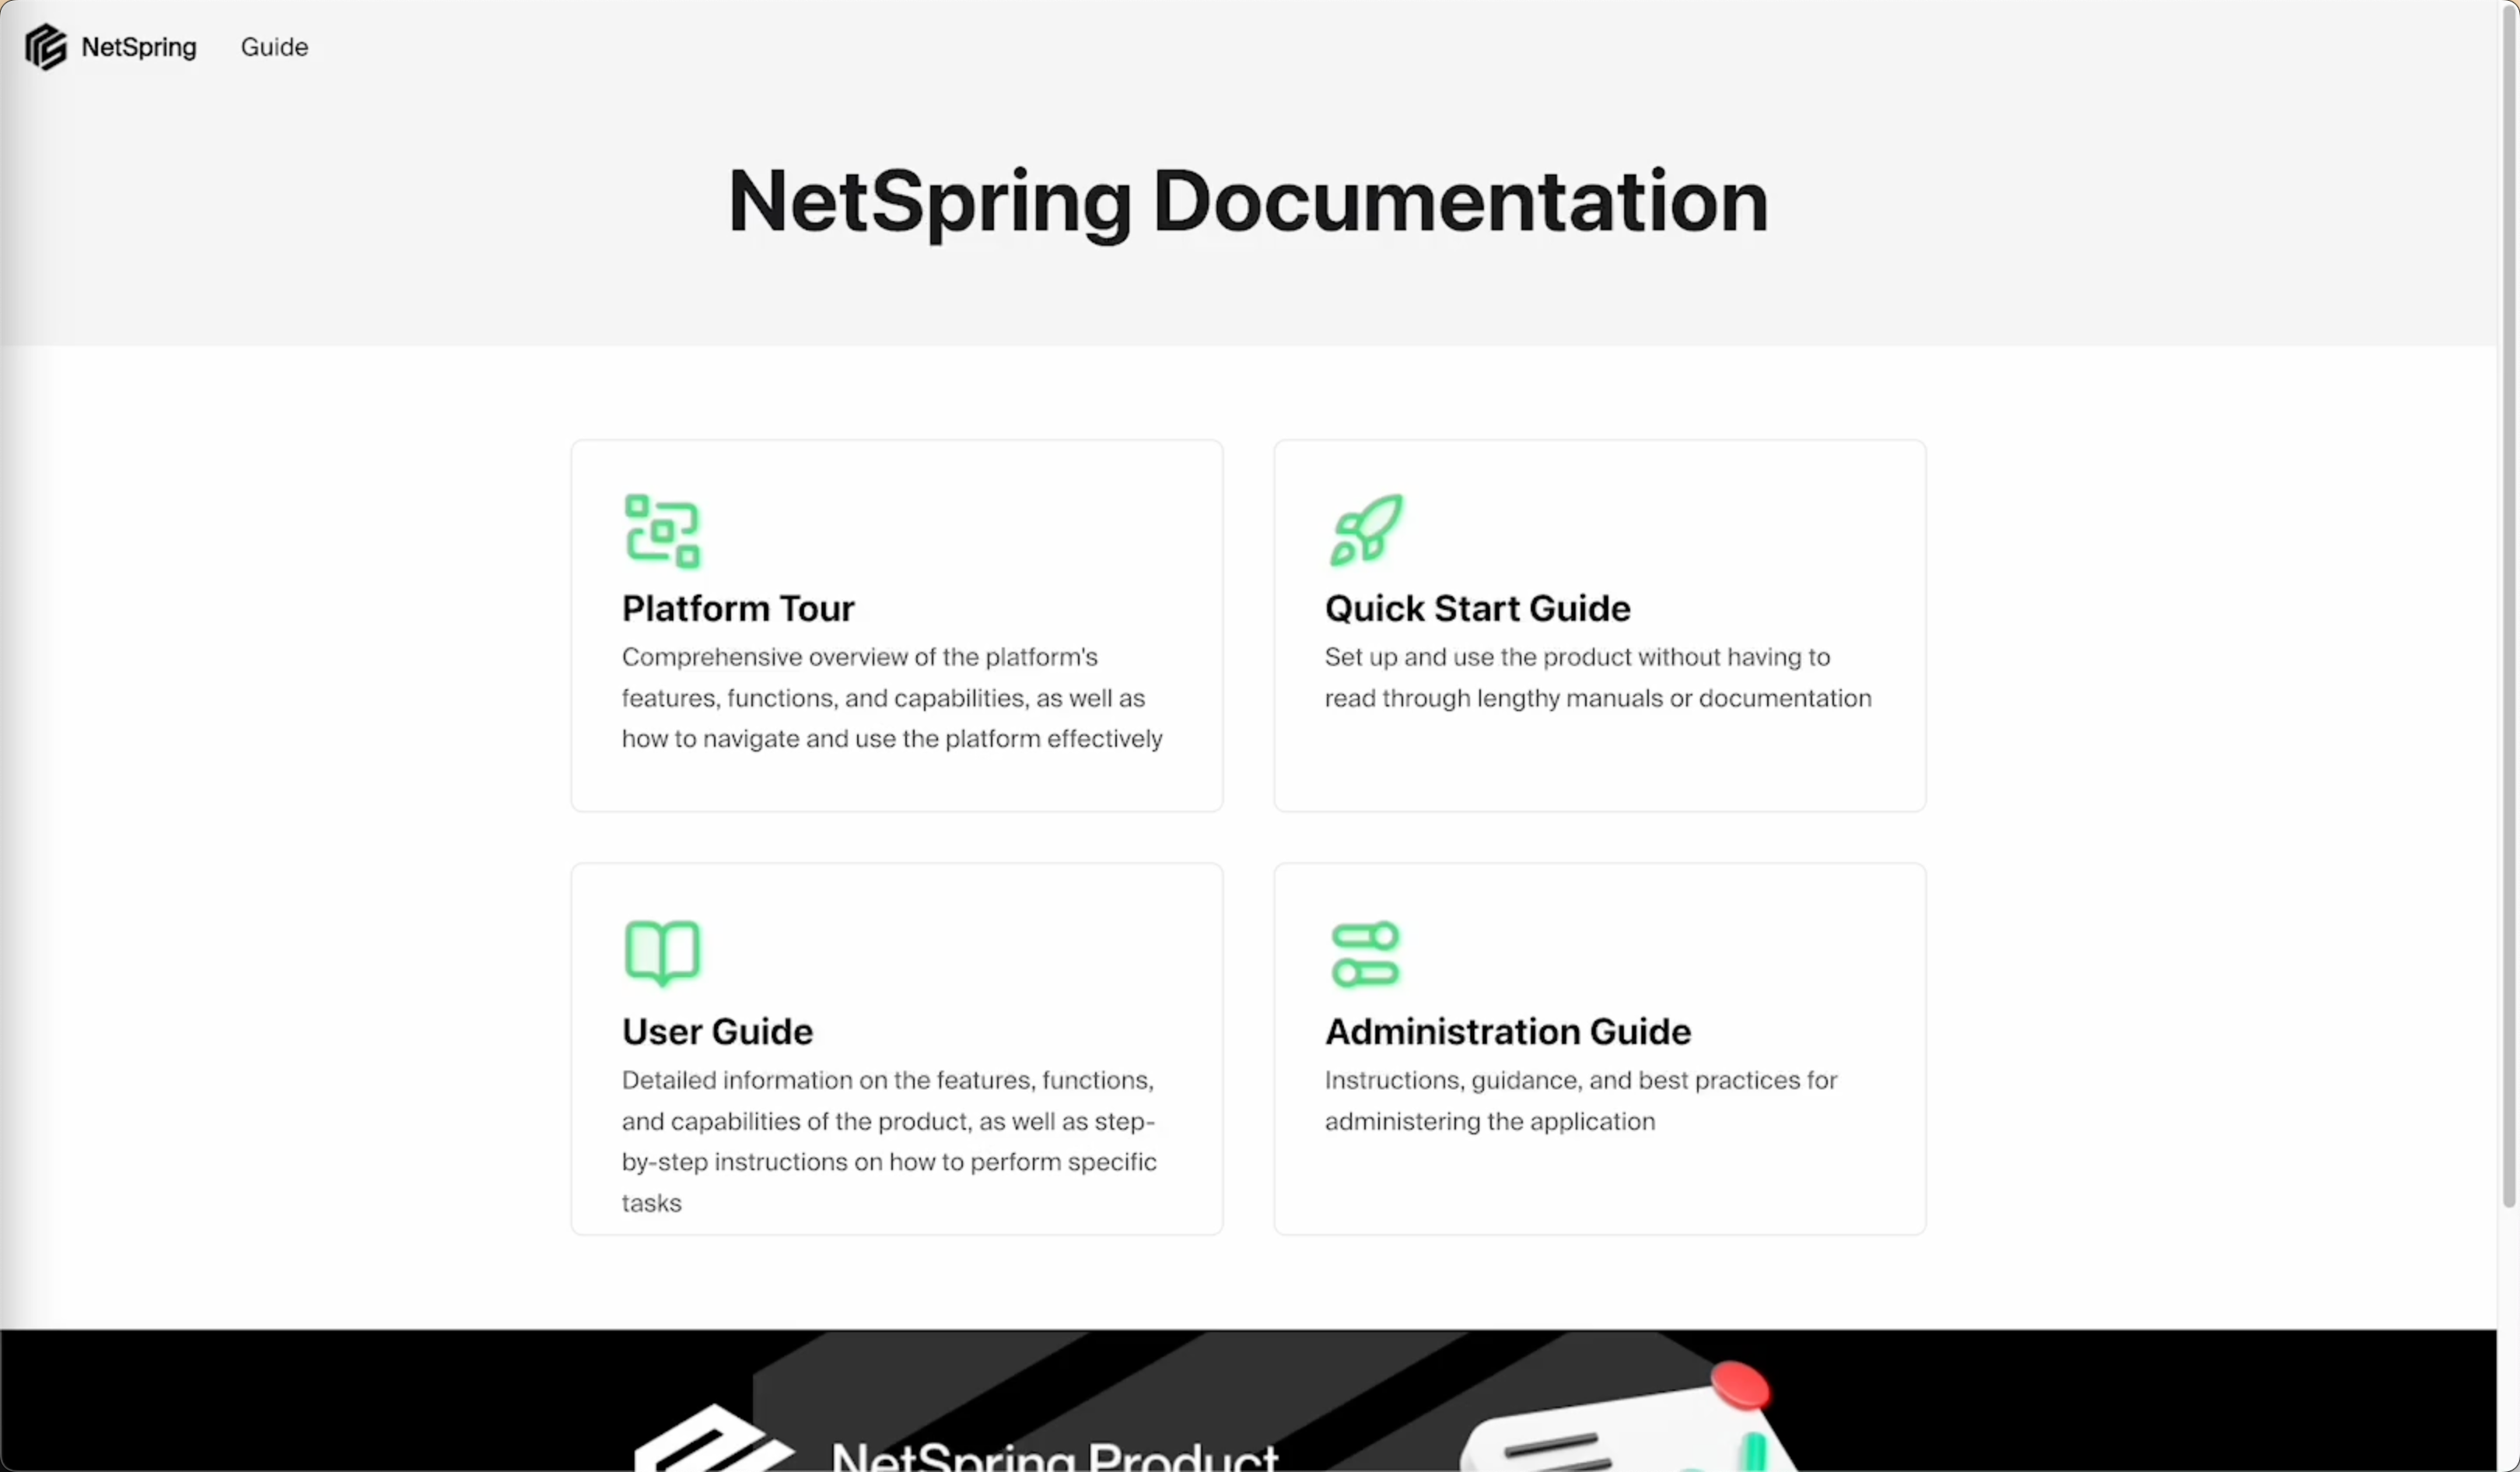 NetSpring Guide
NetSpring Documentation
Platform Tour
Comprehensive overview of the platform's
features, functions, and capabilities, as well as
how to navigate and use the platform effectively
Quick Start Guide
Set up and use the product without having to
read through lengthy manuals or documentation
User Guide
Detailed information on the features, functions,
and capabilities of the product, as well as step-
by-step instructions on how to perform specific
tasks
Administration Guide
Instructions, guidance, and best practices for
administering the application
NetSpring Product